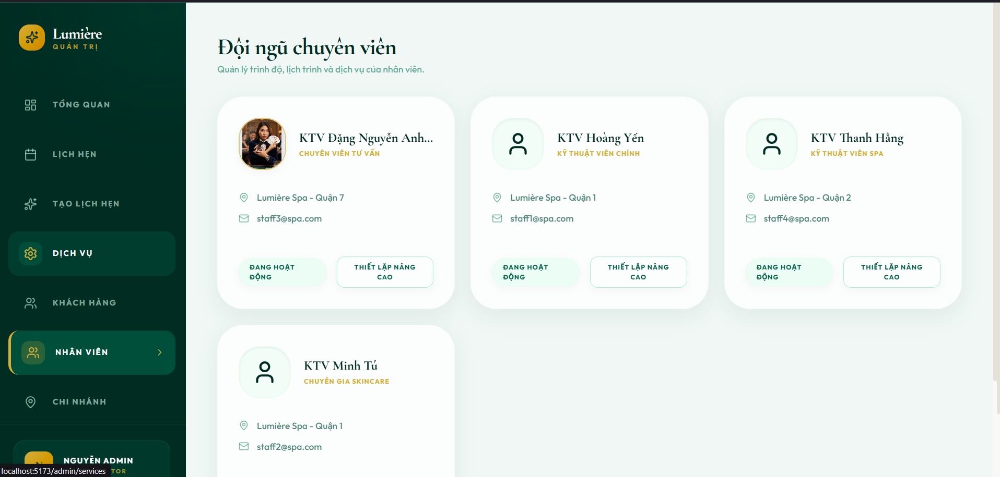 Lumière
QUẢN TRỊ
TỔNG QUAN
LỊCH HẸN
TẠO LỊCH HẸN
DỊCH VỤ
KHÁCH HÀNG
NHÂN VIÊN
CHI NHÁNH
NGUYỄN ADMIN
TOR
localhost:5173/admin/services
Đội ngũ chuyên viên
Quản lý trình độ, lịch trình và dịch vụ của nhân viên.
KTV Đặng Nguyễn Anh...
CHUYÊN VIÊN TƯ VẤN
Lumière Spa - Quận 7
staff3@spa.com
ĐANG HOẠT
ĐỘNG
THIẾT LẬP NÂNG
CAO
KTV Hoàng Yến
KỸ THUẬT VIÊN CHÍNH
Lumière Spa - Quận 1
staff1@spa.com
ĐANG HOẠT
ĐỘNG
THIẾT LẬP NÂNG
CAO
KTV Thanh Hằng
KỸ THUẬT VIÊN SPA
Lumière Spa - Quận 2
staff4@spa.com
ĐANG HOẠT
ĐỘNG
THIẾT LẬP NÂNG
CAO
KTV Minh Tú
CHUYÊN GIA SKINCARE
Lumière Spa - Quận 1
staff2@spa.com